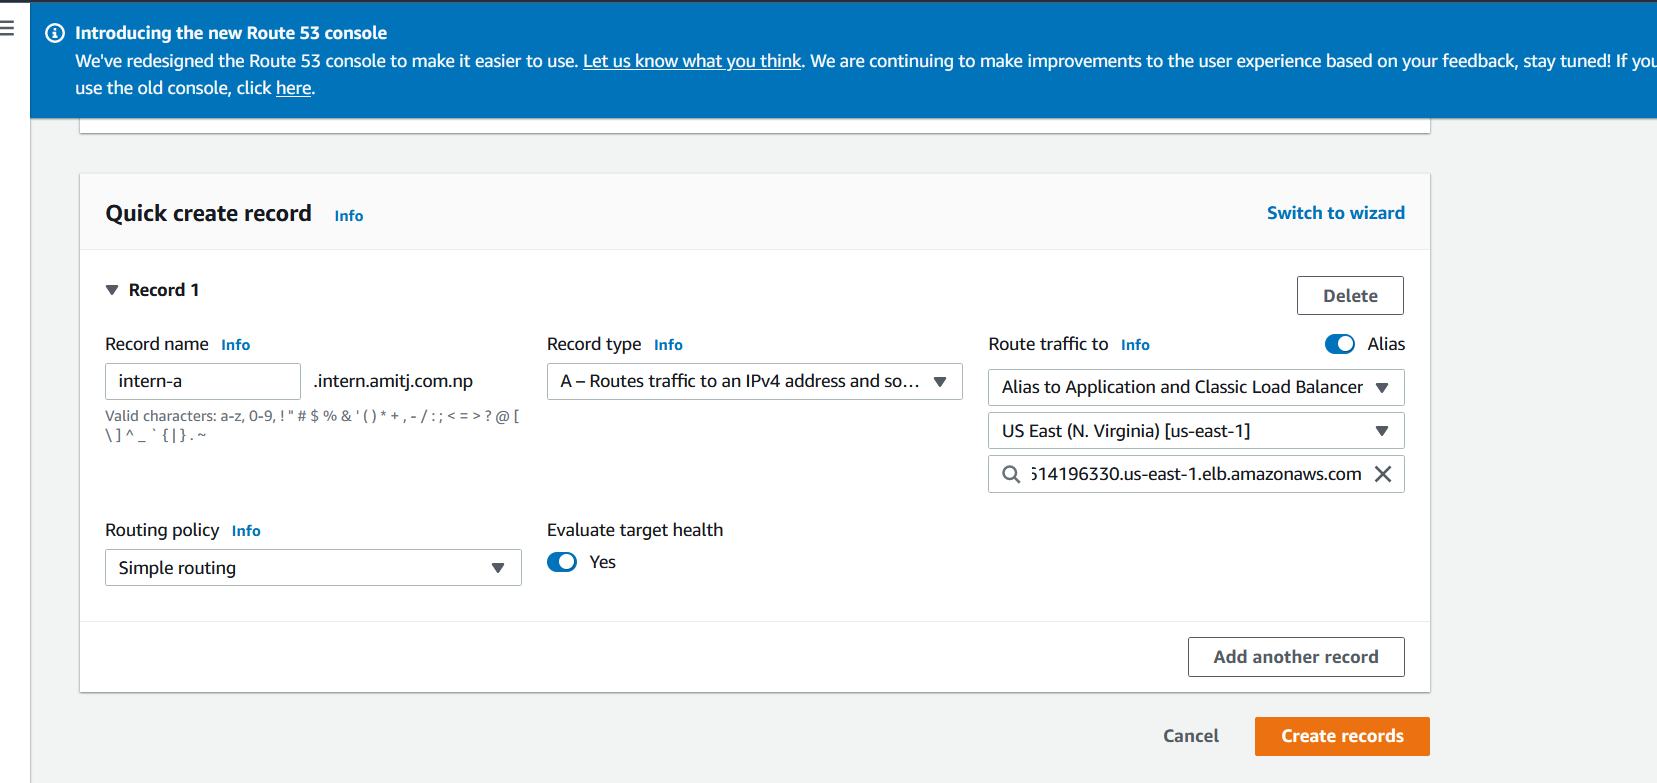 Introducing the new Route 53 console
We've redesigned the Route 53 console to make it easier to use. Let us know what you think. We are continuing to make improvements to the user experience based on your feedback, stay tuned! If you
use the old console, click here.
Quick create record Info
Switch to wizard
Record 1
Delete
Record name Info
intern-a .intern.amitj.com.np
Valid characters: a-z, 0-9, ! " # $ % & ' ( ) * + , - / : ; < = > ? @ [
\ ] ^ _ ` { | } . ~
Record type Info
A – Routes traffic to an IPv4 address and so...
Route traffic to Info
Alias
Alias to Application and Classic Load Balancer
US East (N. Virginia) [us-east-1]
514196330.us-east-1.elb.amazonaws.com
Routing policy Info
Simple routing
Evaluate target health
Yes
Add another record
Cancel
Create records